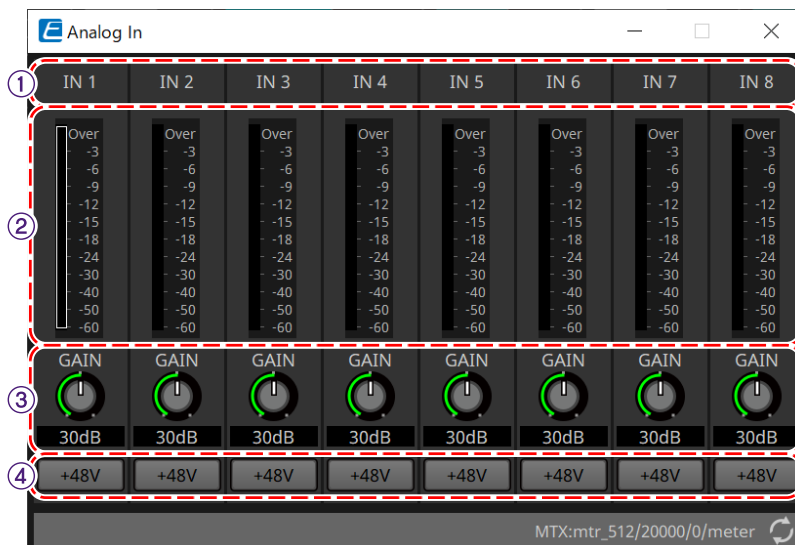 E Analog In
① IN 1 IN 2 IN 3 IN 4 IN 5 IN 6 IN 7 IN 8
② Over Over Over Over Over Over Over Over
-3 -3 -3 -3 -3 -3 -3 -3
-6 -6 -6 -6 -6 -6 -6 -6
-9 -9 -9 -9 -9 -9 -9 -9
-12 -12 -12 -12 -12 -12 -12 -12
-15 -15 -15 -15 -15 -15 -15 -15
-18 -18 -18 -18 -18 -18 -18 -18
-24 -24 -24 -24 -24 -24 -24 -24
-30 -30 -30 -30 -30 -30 -30 -30
-40 -40 -40 -40 -40 -40 -40 -40
-50 -50 -50 -50 -50 -50 -50 -50
-60 -60 -60 -60 -60 -60 -60 -60
③ GAIN GAIN GAIN GAIN GAIN GAIN GAIN GAIN
30dB 30dB 30dB 30dB 30dB 30dB 30dB 30dB
④ +48V +48V +48V +48V +48V +48V +48V +48V
MTX:mtr_512/20000/0/meter